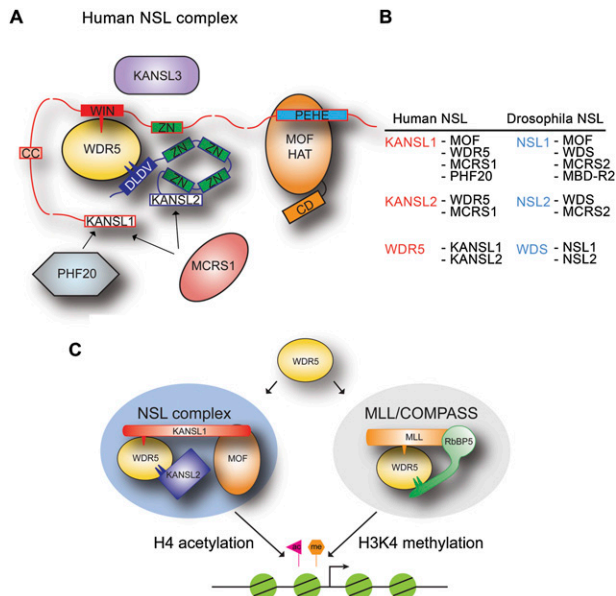 A
Human NSL complex
KANSL3
WIN
PEHE
ZN
WDR5
MOF
HAT
CC
ZN
ZN
DLDV
ZN
ZN
KANSL2
CD
KANSL1
PHF20
MCRS1
B
Human NSL Drosophila NSL
KANSL1 - MOF NSL1 - MOF
- WDR5 - WDS
- MCRS1 - MCRS2
- PHF20 - MBD-R2
KANSL2 - WDR5 NSL2 - WDS
- MCRS1 - MCRS2
WDR5 - KANSL1 WDS - NSL1
- KANSL2 - NSL2
C
WDR5
NSL complex
KANSL1
WDR5
KANSL2
MOF
MLL/COMPASS
MLL
RbBP5
WDR5
H4 acetylation
ac
me
H3K4 methylation